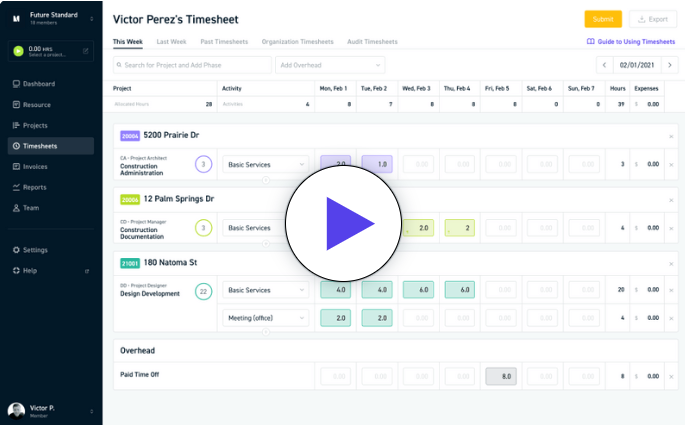 Future Standard
10 members
0.00 HRS
Select a project...
Dashboard
Resource
Projects
Timesheets
Invoices
Reports
Team
Settings
Help
Victor P.
Member
Victor Perez's Timesheet
Submit
Export
This Week Last Week Past Timesheets Organization Timesheets Audit Timesheets
Guide to Using Timesheets
Search for Project and Add Phase
Add Overhead
02/01/2021
Project Activity Mon, Feb 1 Tue, Feb 2 Wed, Feb 3 Thu, Feb 4 Fri, Feb 5 Sat, Feb 6 Sun, Feb 7 Hours Expenses
Allocated Hours 28 Activities 4 8 7 8 8 8 0 0 39 $ 0.00
20004 5200 Prairie Dr
CA - Project Architect
Construction
Administration
3 Basic Services 2.0 1.0 0.00 0.00 0.00 0.00 0.00 3 $ 0.00
20006 12 Palm Springs Dr
CD - Project Manager
Construction
Documentation
3 Basic Services 2.0 2 0.00 0.00 0.00 4 $ 0.00
21001 180 Natoma St
DD - Project Designer
Design Development
22 Basic Services 4.0 4.0 6.0 6.0 0.00 0.00 0.00 20 $ 0.00
Meeting (office) 2.0 2.0 0.00 0.00 0.00 0.00 0.00 4 $ 0.00
Overhead
Paid Time Off 0.00 0.00 0.00 0.00 8.0 0.00 0.00 8 $ 0.00